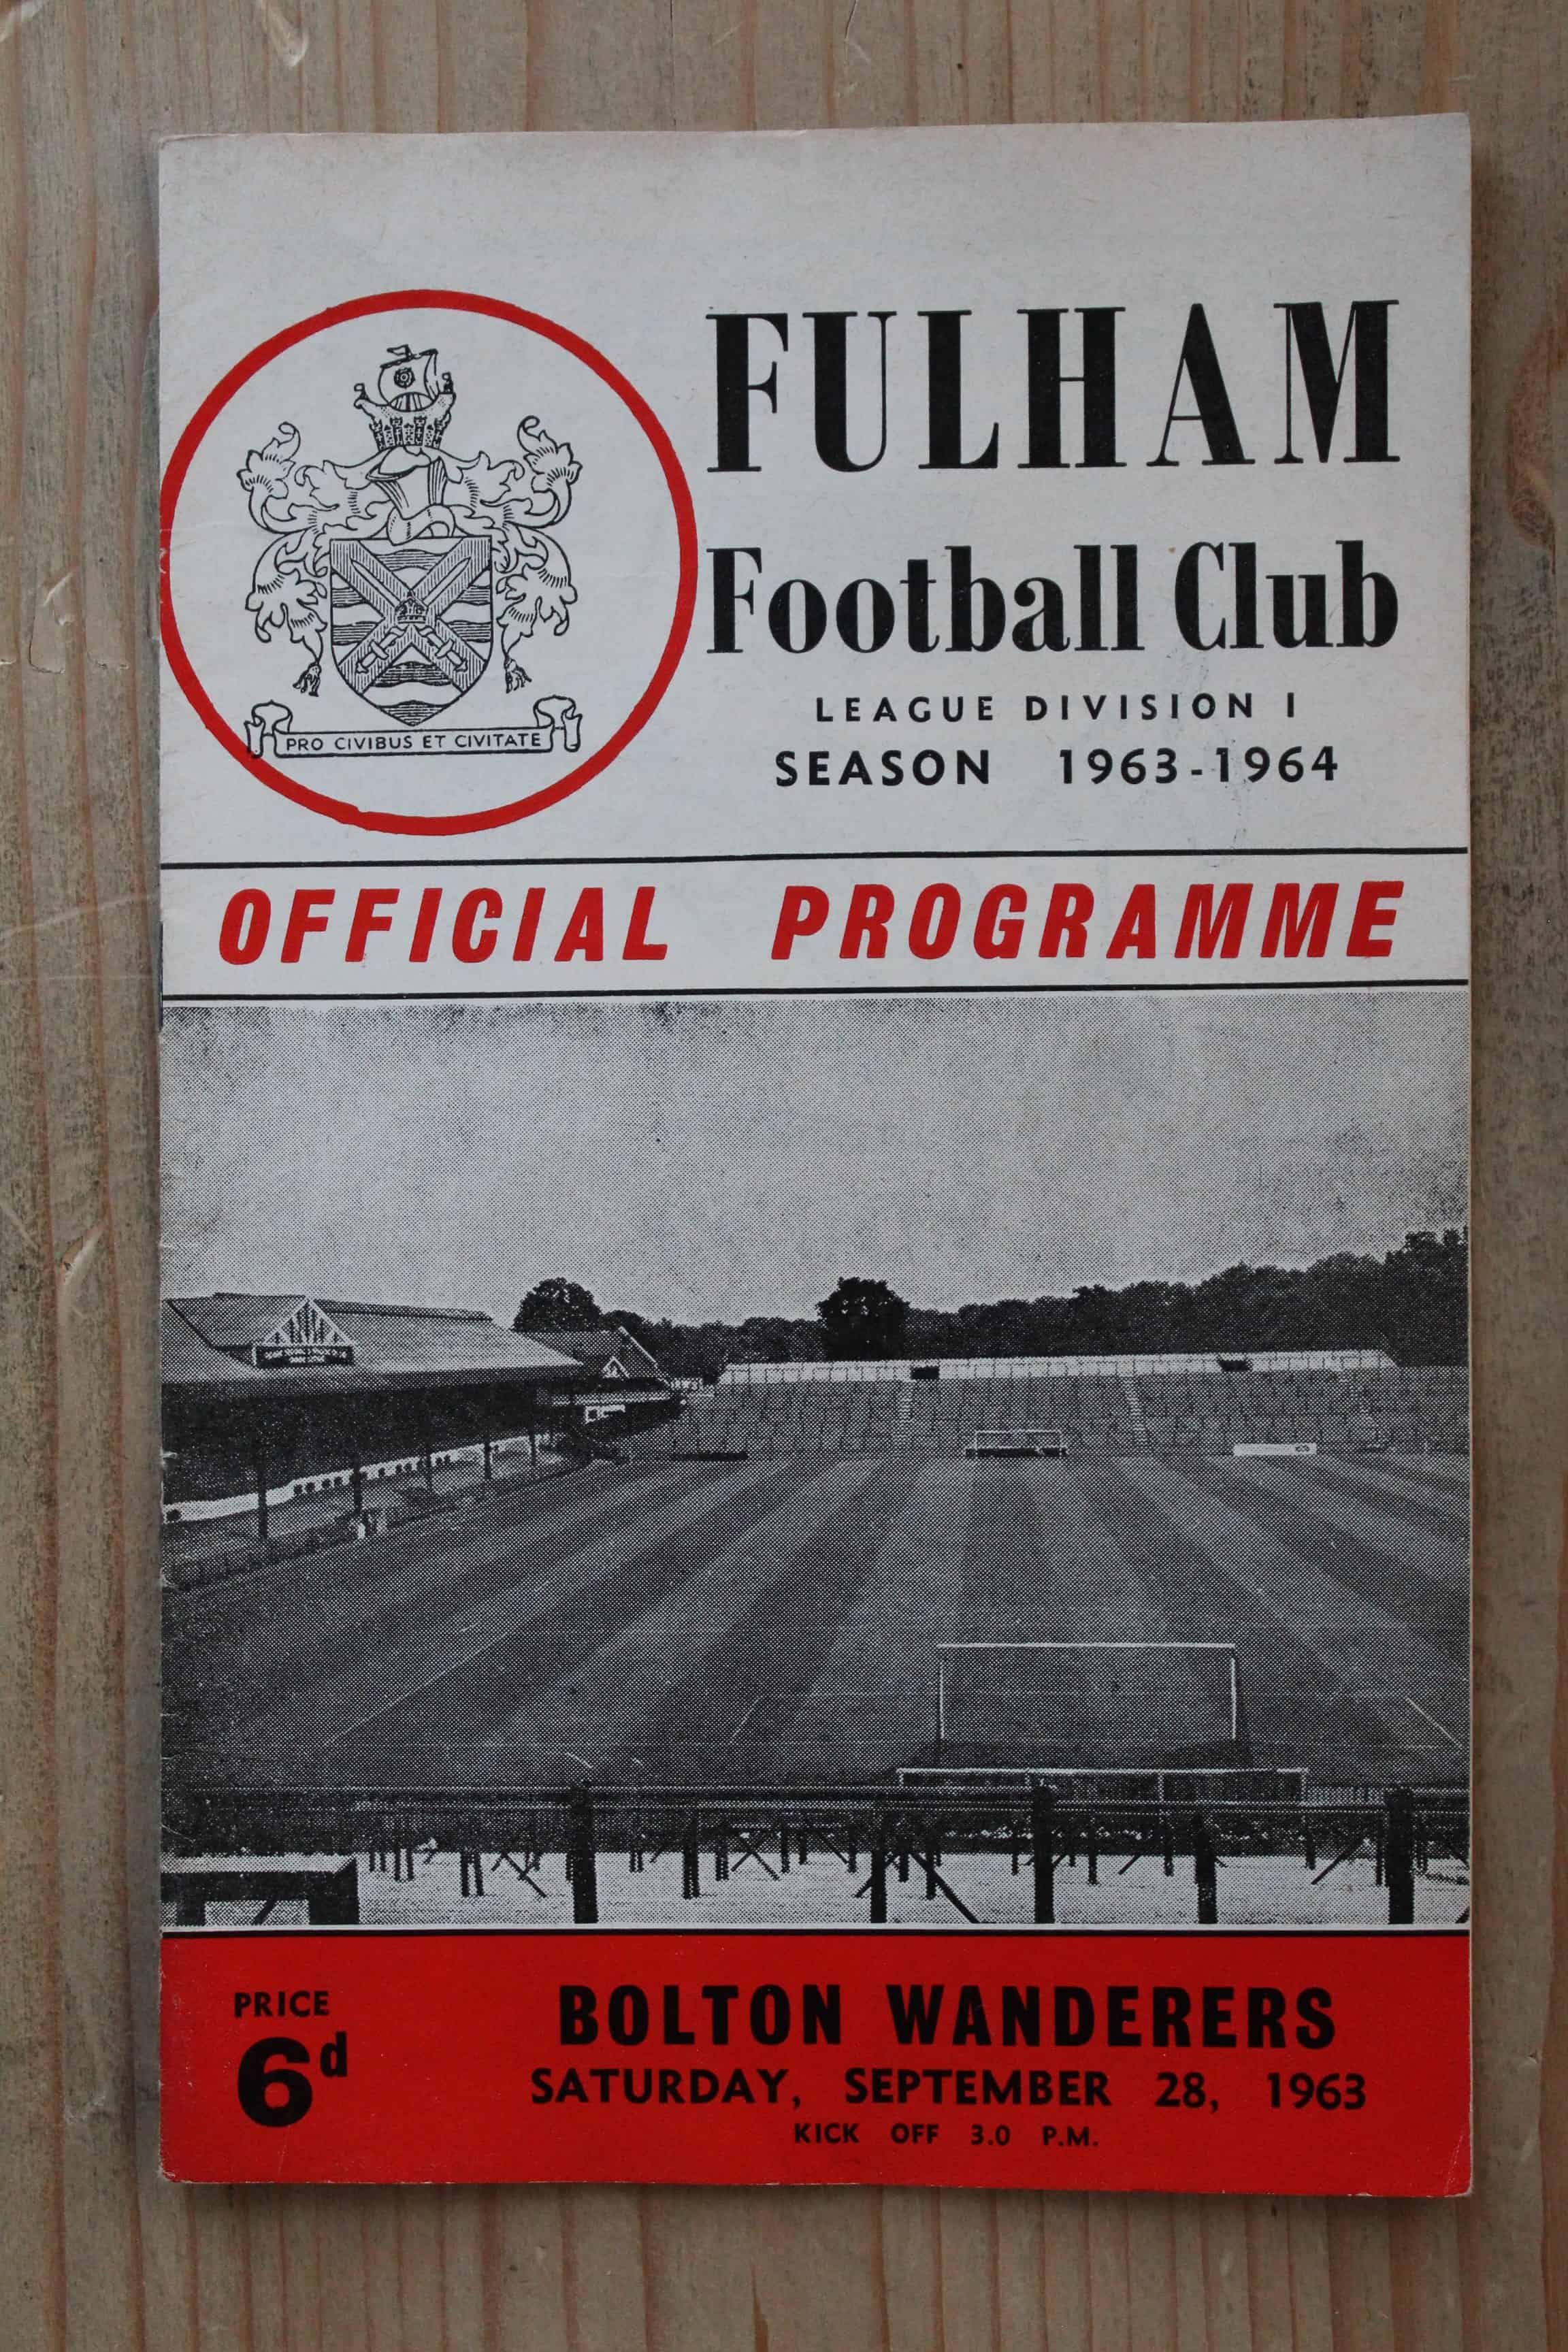 FULHAM
Football Club
LEAGUE DIVISION I
SEASON 1963-1964
PRO CIVIBUS ET CIVITATE
OFFICIAL PROGRAMME
PRICE
6d
BOLTON WANDERERS
SATURDAY, SEPTEMBER 28, 1963
KICK OFF 3.0 P.M.